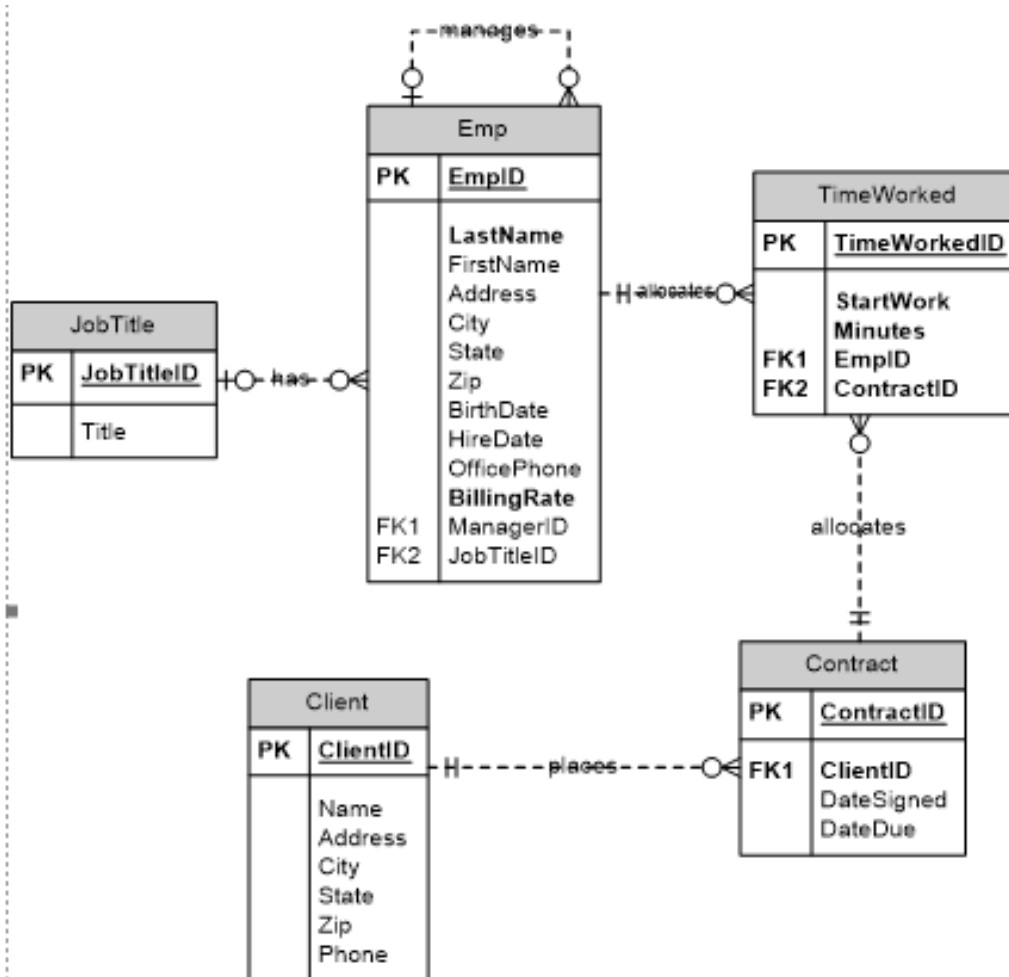 manages
Emp
PK EmpID
LastName
FirstName
Address
City
State
Zip
BirthDate
HireDate
OfficePhone
BillingRate
FK1 ManagerID
FK2 JobTitleID
allocates
TimeWorked
PK TimeWorkedID
StartWork
Minutes
FK1 EmpID
FK2 ContractID
JobTitle
PK JobTitleID
Title
has
allocates
Contract
PK ContractID
FK1 ClientID
DateSigned
DateDue
Client
PK ClientID
Name
Address
City
State
Zip
Phone
places